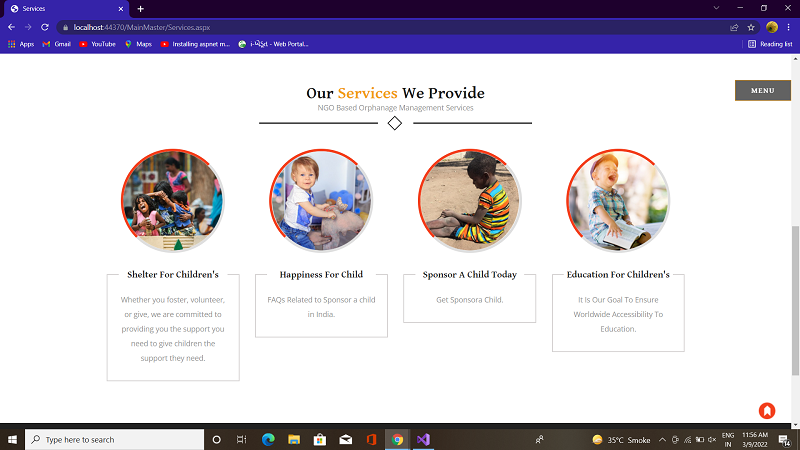 Services
localhost:44370/MainMaster/Services.aspx
Apps
Gmail
YouTube
Maps
Installing aspnet m...
- Web Portal...
Reading list
MENU
Our Services We Provide
NGO Based Orphanage Management Services
Shelter For Children's
Whether you foster, volunteer,
or give, we are committed to
providing you the support you
need to give children the
support they need.
Happiness For Child
FAQs Related to Sponsor a child
in India.
Sponsor A Child Today
Get Sponsora Child.
Education For Children's
It Is Our Goal To Ensure
Worldwide Accessibility To
Education.
Type here to search
35°C Smoke
ENG
IN
11:56 AM
3/9/2022
14